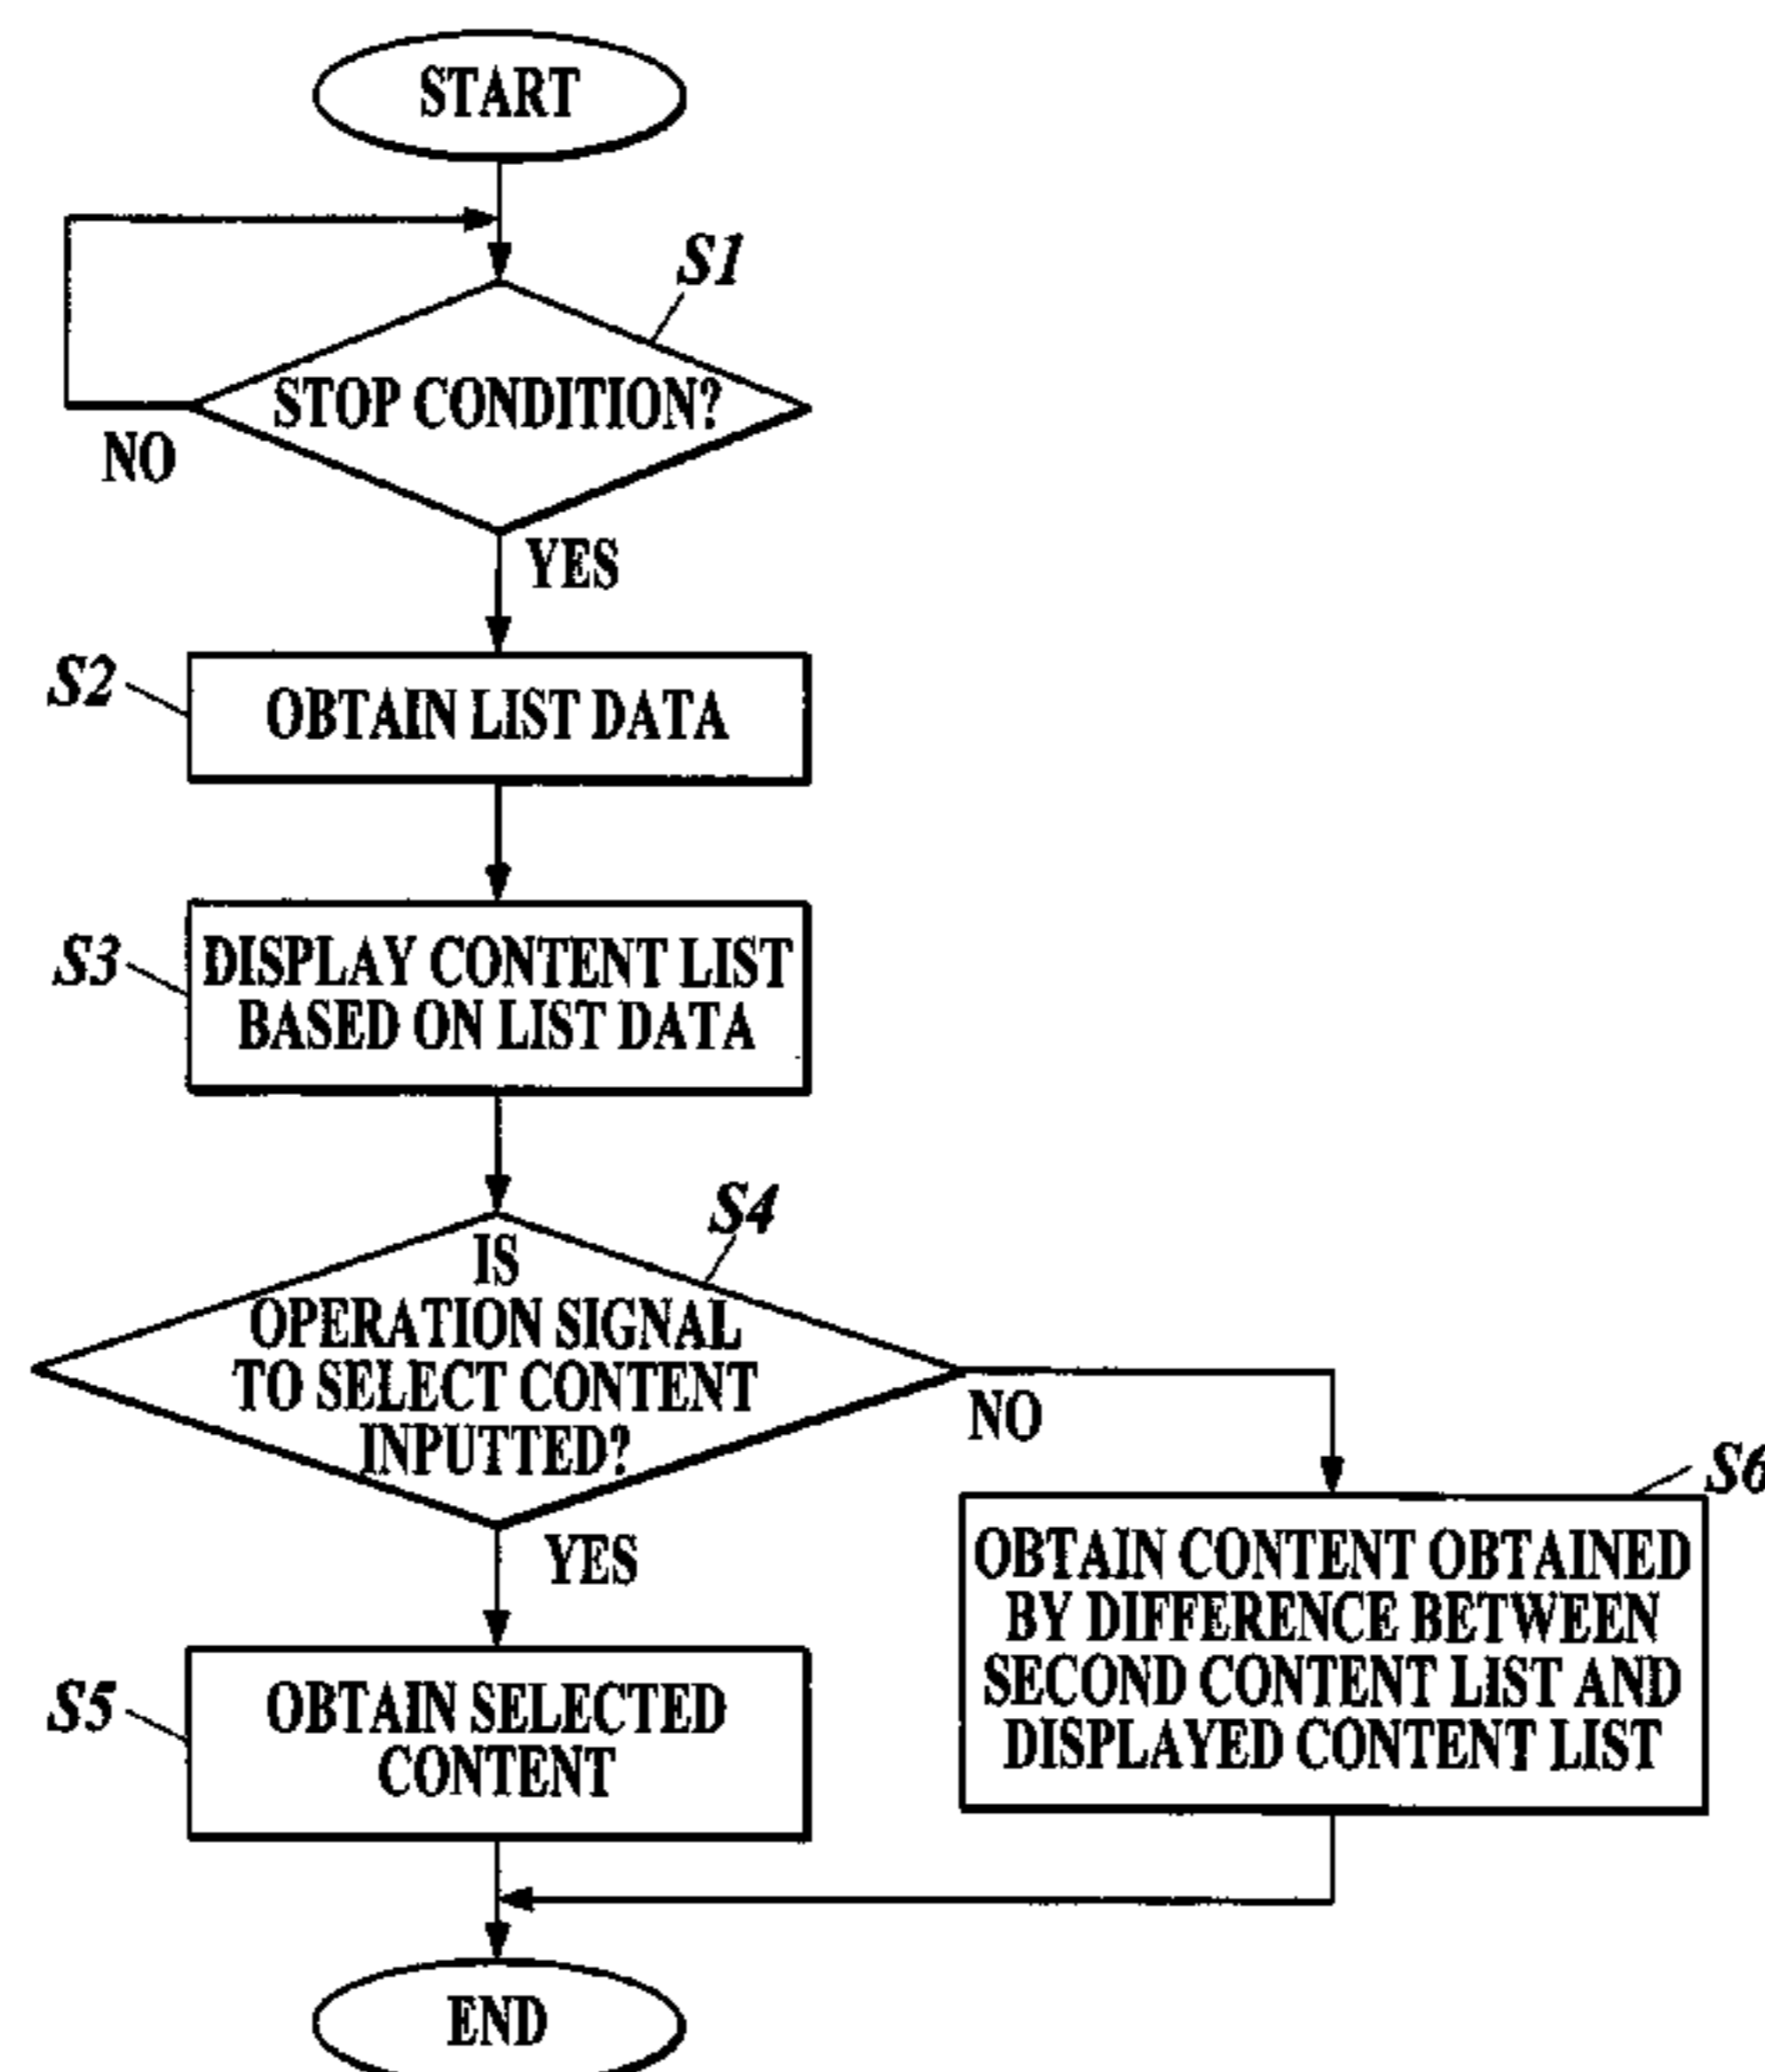 START
S1
STOP CONDITION?
NO
YES
S2
OBTAIN LIST DATA
S3
DISPLAY CONTENT LIST
BASED ON LIST DATA
S4
IS
OPERATION SIGNAL
TO SELECT CONTENT
INPUTTED?
NO
YES
S6
OBTAIN CONTENT OBTAINED
BY DIFFERENCE BETWEEN
SECOND CONTENT LIST AND
DISPLAYED CONTENT LIST
S5
OBTAIN SELECTED
CONTENT
END